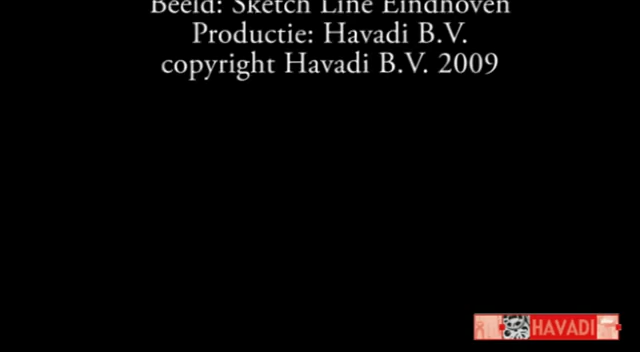 Beeld: Sketch Line Eindhoven
Productie: Havadi B.V.
copyright Havadi B.V. 2009
HAVADI